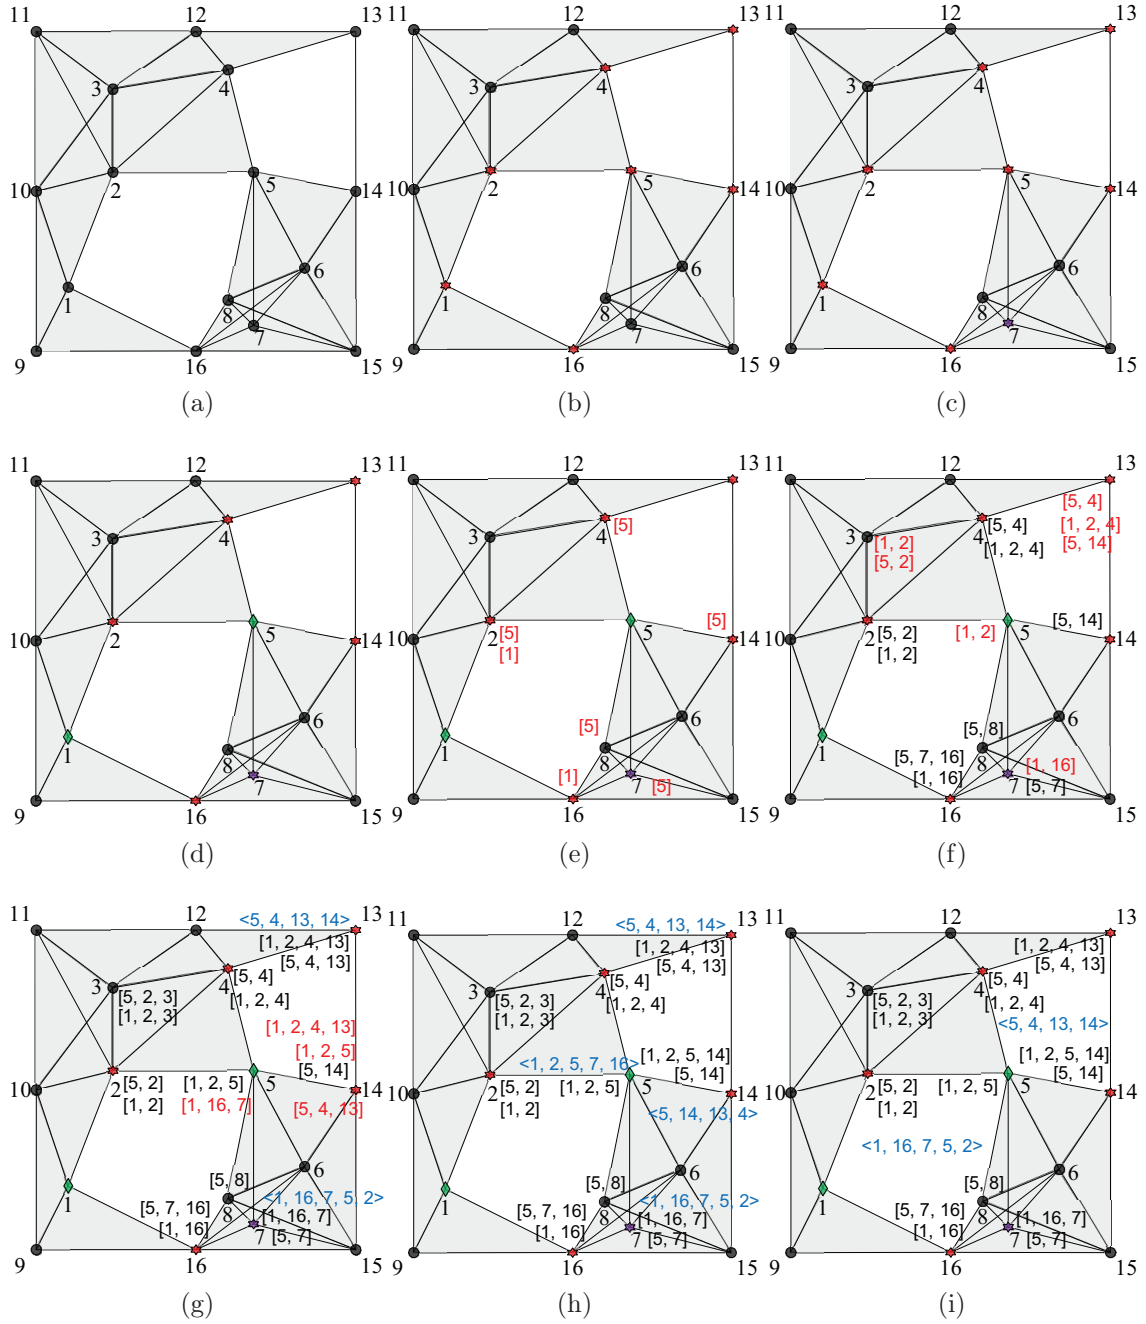 11 12 13
3 4
10 2 5 14
1 6
8 7
9 16 15
(a)
11 12 13
3 4
10 2 5 14
1 6
8 7
9 16 15
(b)
11 12 13
3 4
10 2 5 14
1 6
8 7
9 16 15
(c)
11 12 13
3 4
10 2 5 14
1 6
8 7
9 16 15
(d)
11 12 13
3 4 [5]
10 2 [5] 5 [5] 14
[1]
1 [5] 6
8
[1] 7 [5]
9 16 15
(e)
11 12 13
[5, 4]
3 4 [5, 4] [1, 2, 4]
[1, 2] [1, 2, 4] [5, 14]
[5, 2]
10 2 [5, 2] [1, 2] 5 [5, 14] 14
[1, 2]
1 [5, 8] 6
8
[5, 7, 16] [1, 16]
[1, 16] 7 [5, 7]
9 16 15
(f)
11 12 <5, 4, 13, 14> 13
[1, 2, 4, 13]
3 4 [5, 4] [5, 4, 13]
[5, 2, 3] [1, 2, 4]
[1, 2, 3]
[1, 2, 4, 13]
[1, 2, 5]
10 2 [5, 2] [1, 2, 5] 5 [5, 14] 14
[1, 2] [1, 16, 7] [5, 4, 13]
1 [5, 8] 6
<1, 16, 7, 5, 2>
[5, 7, 16] 8 [1, 16, 7]
[1, 16] 7 [5, 7]
9 16 15
(g)
11 12 <5, 4, 13, 14> 13
[1, 2, 4, 13]
3 4 [5, 4] [5, 4, 13]
[5, 2, 3] [1, 2, 4]
[1, 2, 3]
<1, 2, 5, 7, 16> [1, 2, 5, 14]
[5, 14]
10 2 [5, 2] [1, 2, 5] 5 14
[1, 2] <5, 14, 13, 4>
1 [5, 8] 6
<1, 16, 7, 5, 2>
[5, 7, 16] 8 [1, 16, 7]
[1, 16] 7 [5, 7]
9 16 15
(h)
11 12 13
[1, 2, 4, 13]
3 4 [5, 4] [5, 4, 13]
[5, 2, 3] [1, 2, 4]
[1, 2, 3] <5, 4, 13, 14>
[1, 2, 5, 14]
[5, 14]
10 2 [5, 2] [1, 2, 5] 5 14
[1, 2]
<1, 16, 7, 5, 2>
1 [5, 8] 6
[5, 7, 16] 8 [1, 16, 7]
[1, 16] 7 [5, 7]
9 16 15
(i)